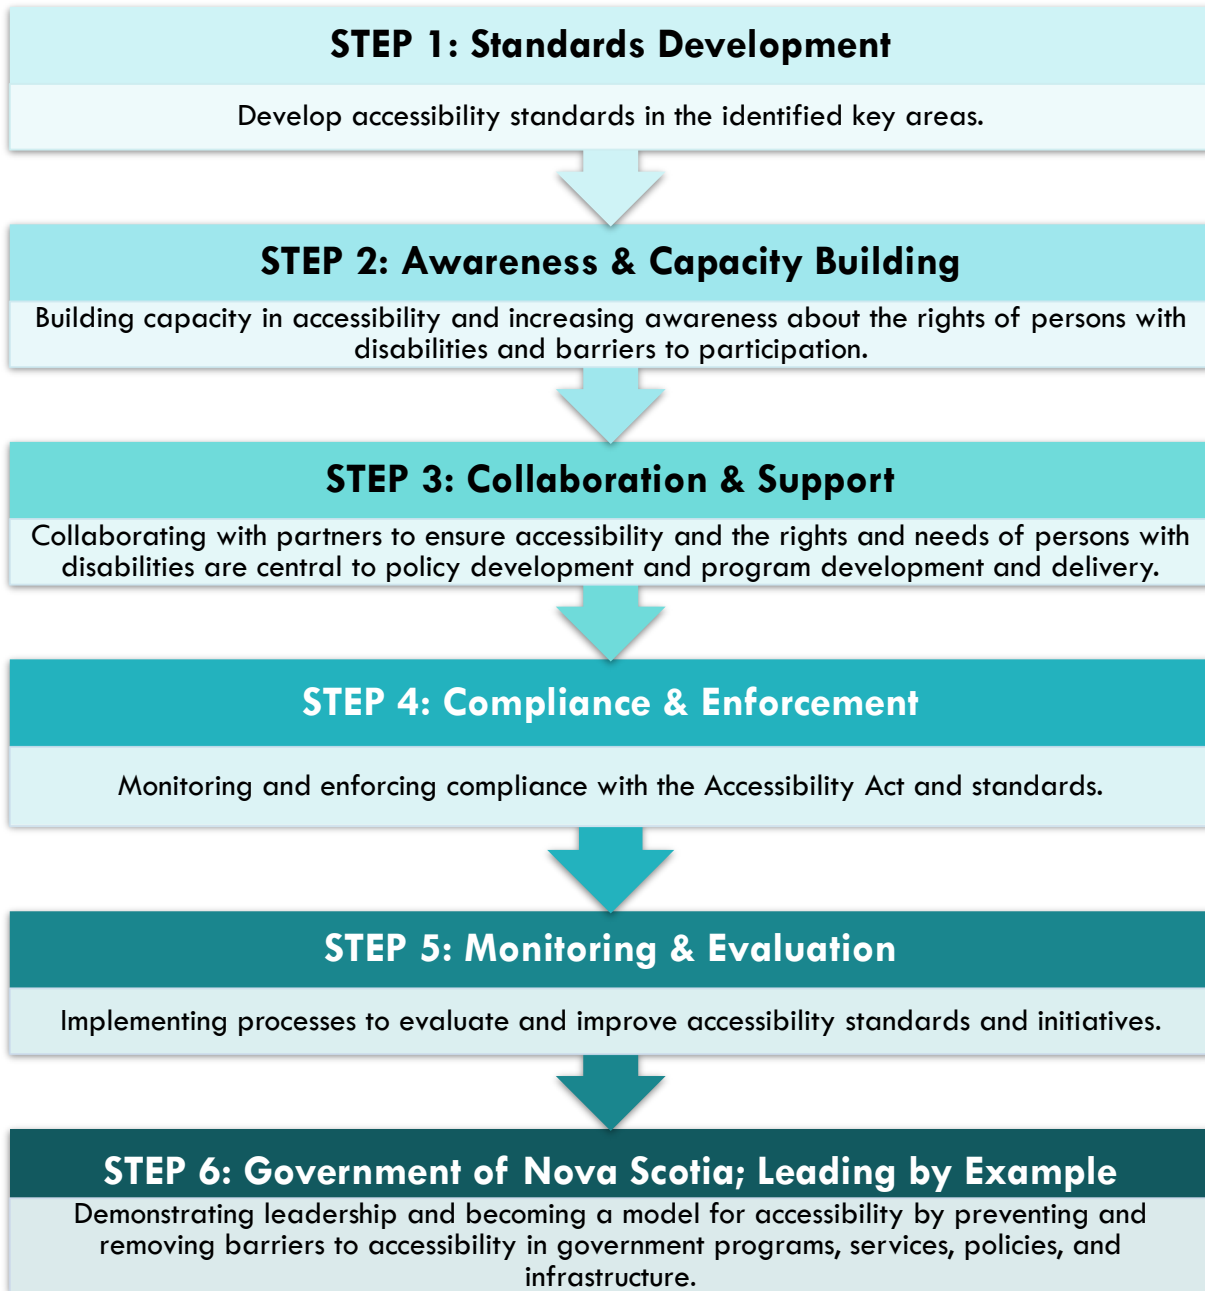 STEP 1: Standards Development
Develop accessibility standards in the identified key areas.
STEP 2: Awareness & Capacity Building
Building capacity in accessibility and increasing awareness about the rights of persons with
disabilities and barriers to participation.
STEP 3: Collaboration & Support
Collaborating with partners to ensure accessibility and the rights and needs of persons with
disabilities are central to policy development and program development and delivery.
STEP 4: Compliance & Enforcement
Monitoring and enforcing compliance with the Accessibility Act and standards.
STEP 5: Monitoring & Evaluation
Implementing processes to evaluate and improve accessibility standards and initiatives.
STEP 6: Government of Nova Scotia; Leading by Example
Demonstrating leadership and becoming a model for accessibility by preventing and
removing barriers to accessibility in government programs, services, policies, and
infrastructure.